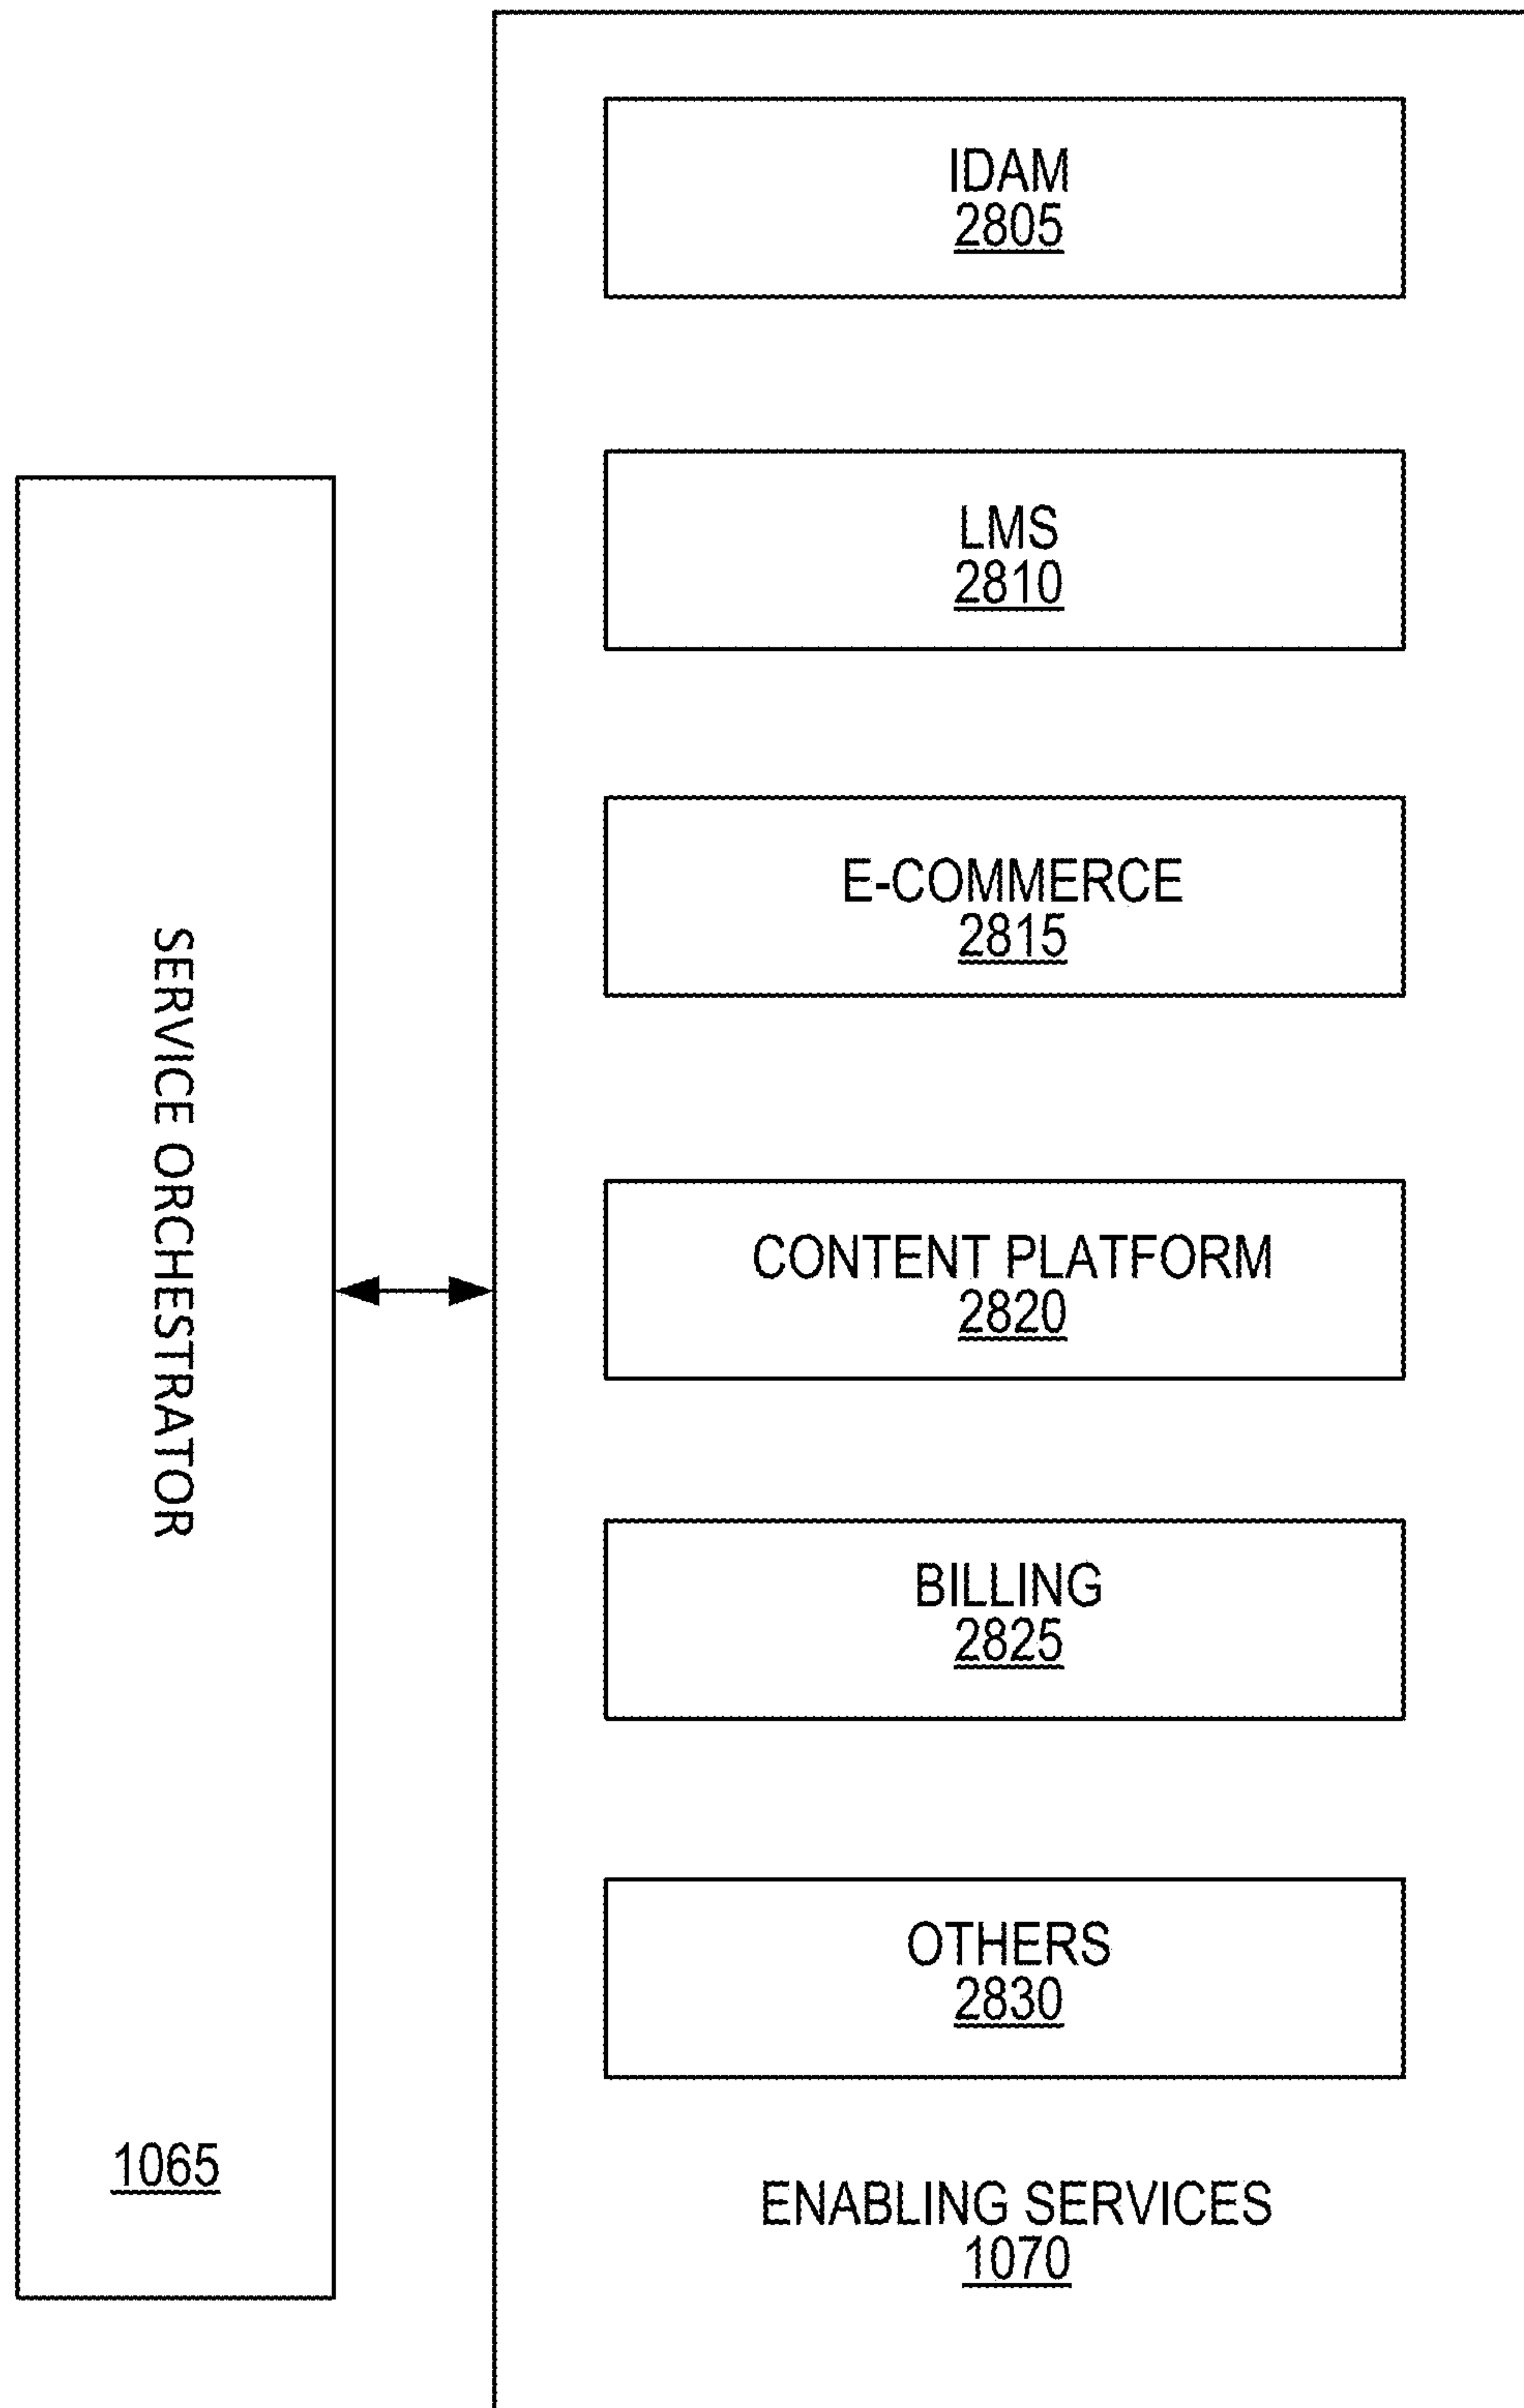 IDAM
2805
LMS
2810
E-COMMERCE
2815
SERVICE ORCHESTRATOR
1065
CONTENT PLATFORM
2820
BILLING
2825
OTHERS
2830
ENABLING SERVICES
1070